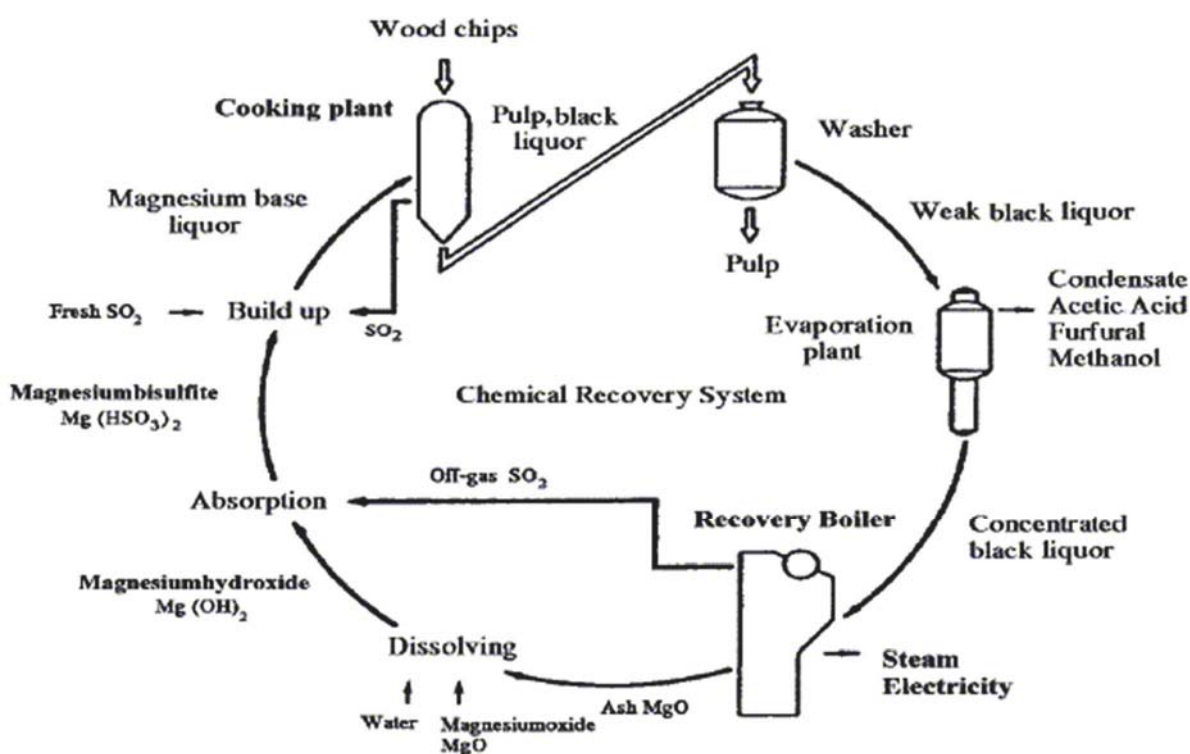 Wood chips
Cooking plant
Pulp, black
liquor
Washer
Magnesium base
liquor
Weak black liquor
Pulp
Fresh SO2
Build up
SO2
Evaporation
plant
Condensate
Acetic Acid
Furfural
Methanol
Magnesiumbisulfite
Mg (HSO3)2
Chemical Recovery System
Off-gas SO2
Absorption
Recovery Boiler
Concentrated
black liquor
Magnesiumhydroxide
Mg (OH)2
Dissolving
Steam
Electricity
Ash MgO
Water
Magnesiumoxide
MgO